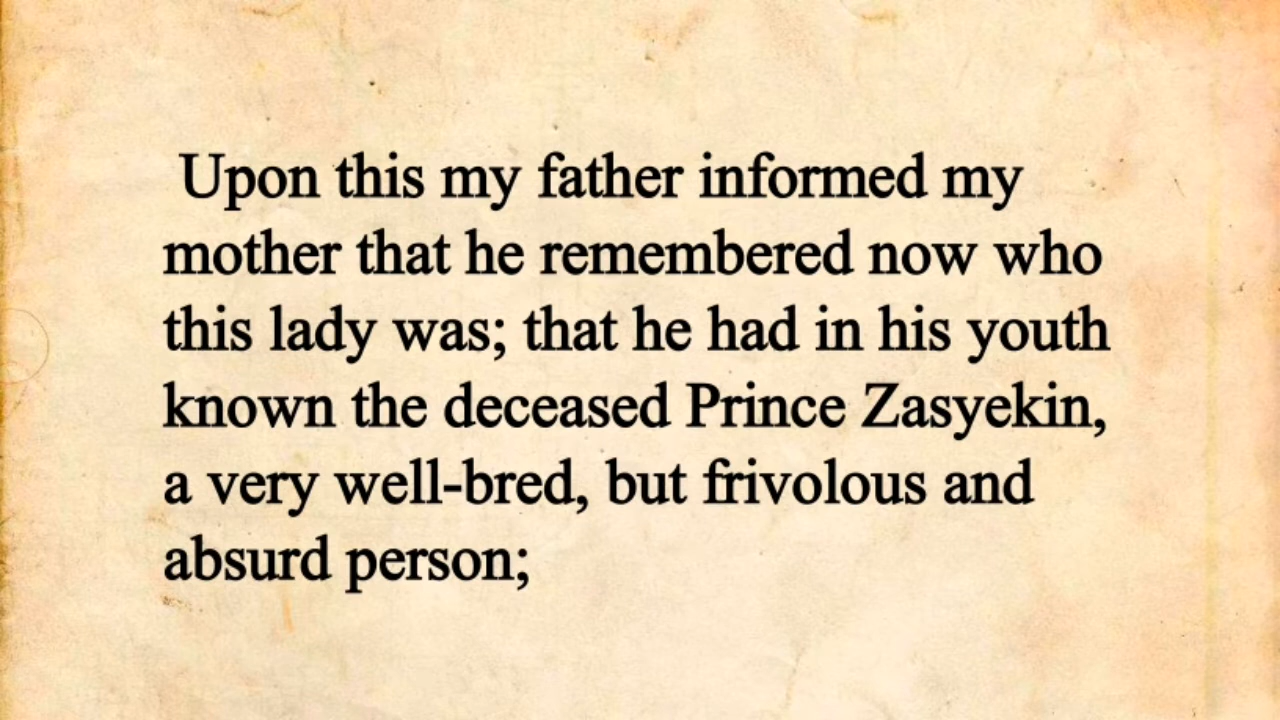 Upon this my father informed my
mother that he remembered now who
this lady was; that he had in his youth
known the deceased Prince Zasyekin,
a very well-bred, but frivolous and
absurd person;